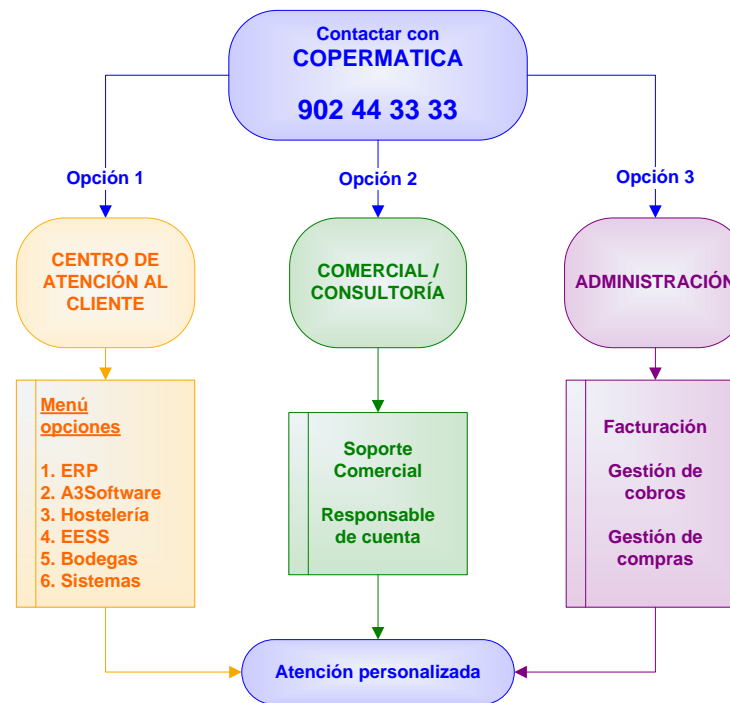 Contactar con
COPERMATICA
902 44 33 33
Opción 1
Opción 2
Opción 3
CENTRO DE
ATENCIÓN AL
CLIENTE
COMERCIAL /
CONSULTORÍA
ADMINISTRACIÓN
Menú
opciones
1. ERP
2. A3Software
3. Hostelería
4. EESS
5. Bodegas
6. Sistemas
Soporte
Comercial
Responsable
de cuenta
Facturación
Gestión de
cobros
Gestión de
compras
Atención personalizada